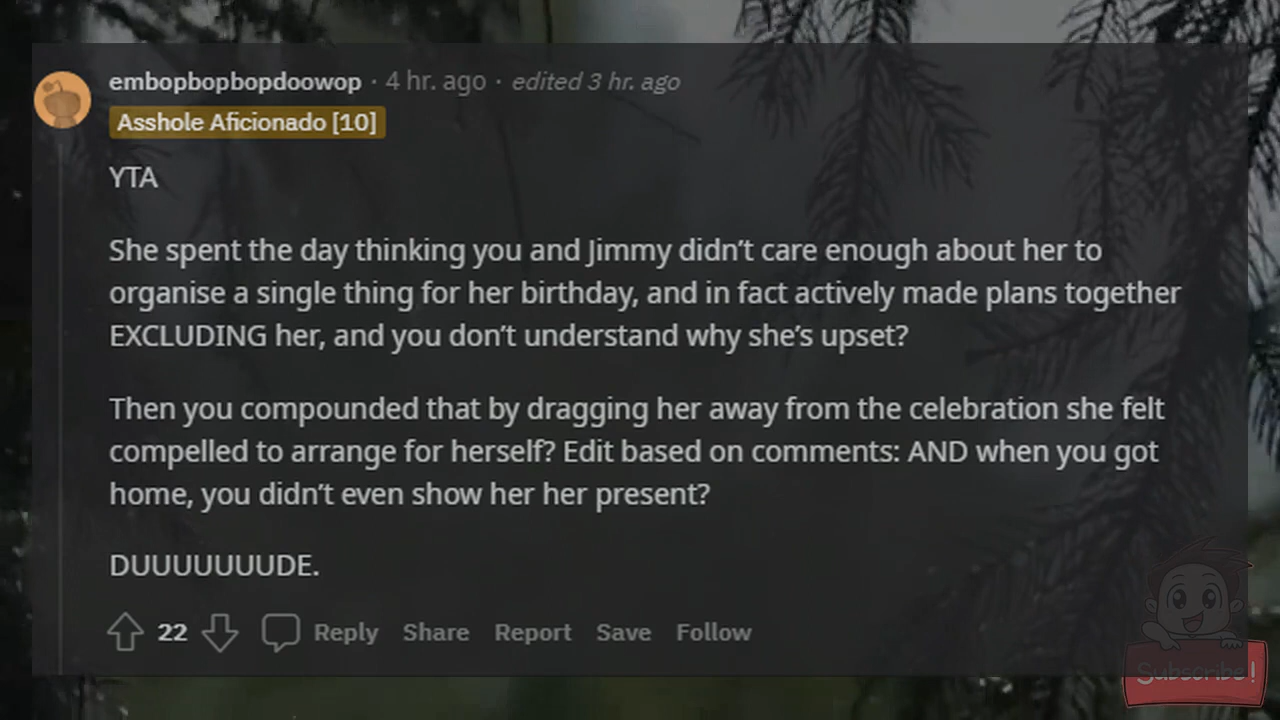 embopbopbopdoowop · 4 hr. ago · edited 3 hr. ago
Asshole Aficionado [10]
YTA
She spent the day thinking you and Jimmy didn't care enough about her to
organise a single thing for her birthday, and in fact actively made plans together
EXCLUDING her, and you don't understand why she's upset?
Then you compounded that by dragging her away from the celebration she felt
compelled to arrange for herself? Edit based on comments: AND when you got
home, you didn't even show her her present?
DUUUUUUUDE.
22 Reply Share Report Save Follow
Subscribe!